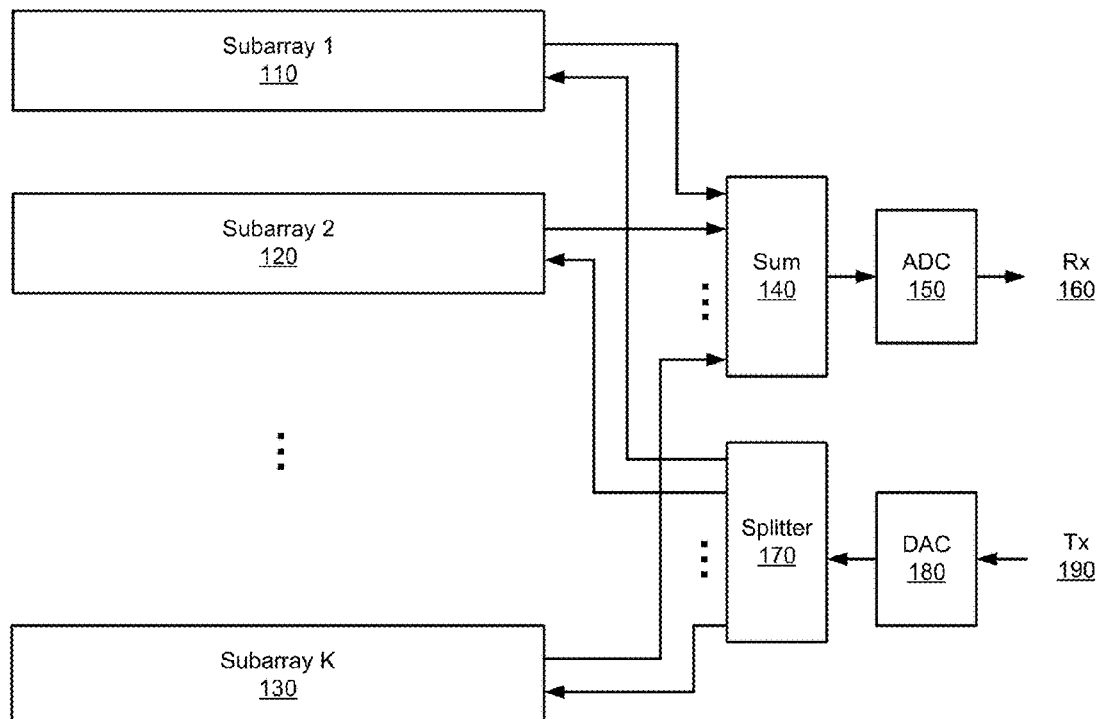 Subarray 1
110
Subarray 2
120
Sum
140
ADC
150
Rx
160
Splitter
170
DAC
180
Tx
190
Subarray K
130